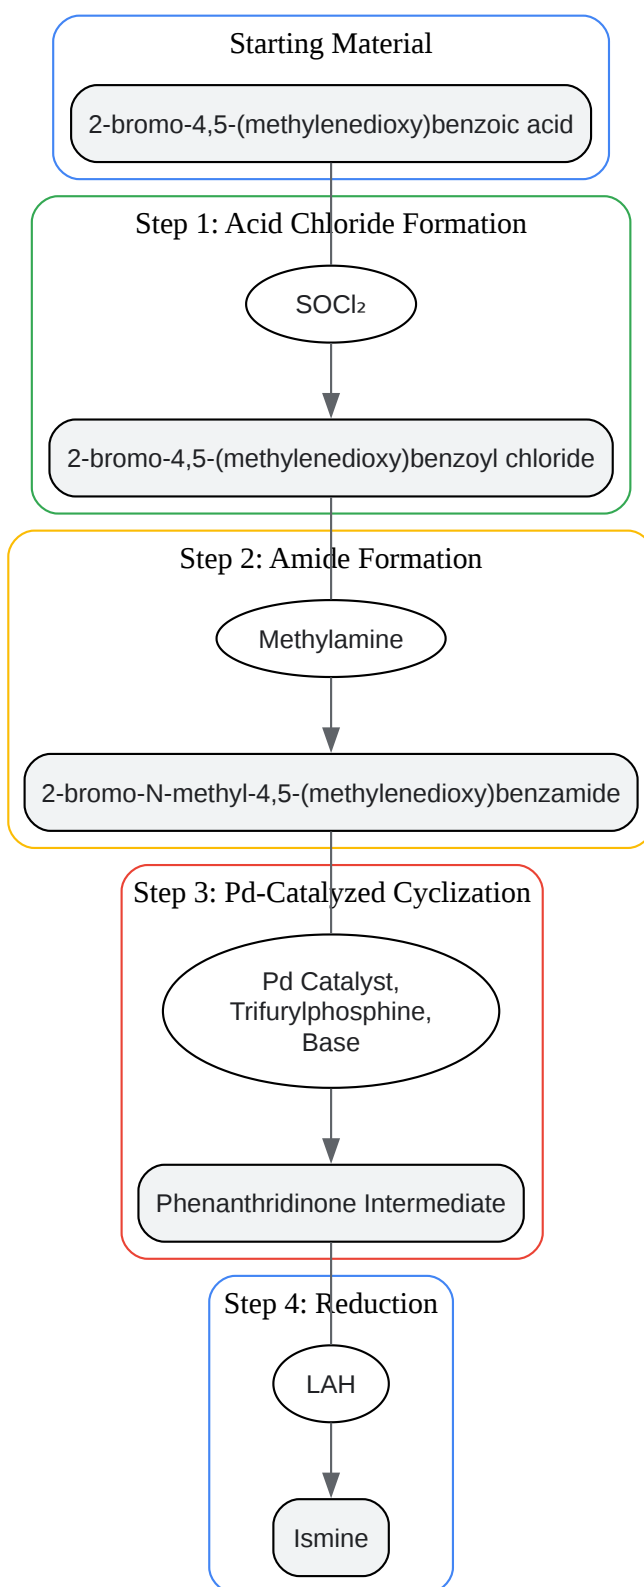 Starting Material
2-bromo-4,5-(methylenedioxy)benzoic acid
Step 1: Acid Chloride Formation
SOCl₂
2-bromo-4,5-(methylenedioxy)benzoyl chloride
Step 2: Amide Formation
Methylamine
2-bromo-N-methyl-4,5-(methylenedioxy)benzamide
Step 3: Pd-Catalyzed Cyclization
Pd Catalyst,
Trifurylphosphine,
Base
Phenanthridinone Intermediate
Step 4: Reduction
LAH
Ismine